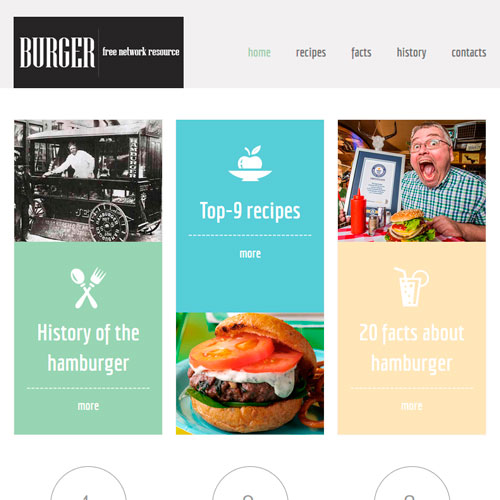 BURGER free network resource
home recipes facts history contacts
Top-9 recipes
more
History of the
hamburger
more
20 facts about
hamburger
more